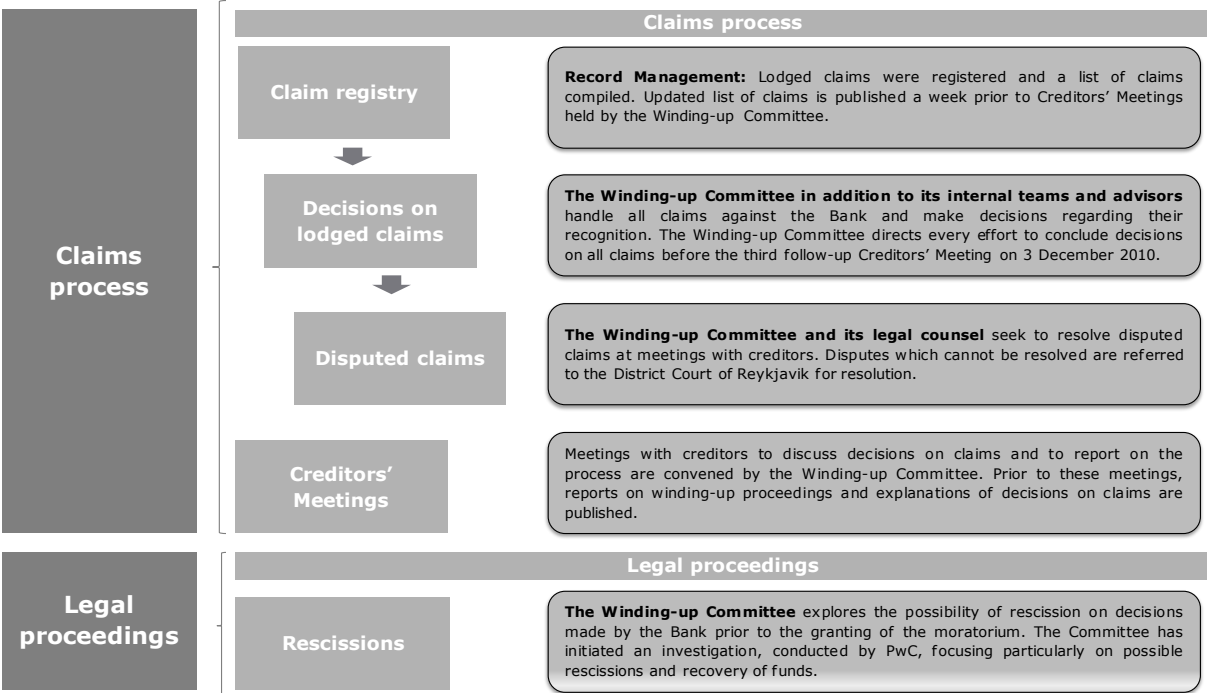 Claims process
Claims
process
Claim registry
Record Management: Lodged claims were registered and a list of claims
compiled. Updated list of claims is published a week prior to Creditors’ Meetings
held by the Winding-up Committee.
Decisions on
lodged claims
The Winding-up Committee in addition to its internal teams and advisors
handle all claims against the Bank and make decisions regarding their
recognition. The Winding-up Committee directs every effort to conclude decisions
on all claims before the third follow-up Creditors’ Meeting on 3 December 2010.
Disputed claims
The Winding-up Committee and its legal counsel seek to resolve disputed
claims at meetings with creditors. Disputes which cannot be resolved are referred
to the District Court of Reykjavik for resolution.
Creditors’
Meetings
Meetings with creditors to discuss decisions on claims and to report on the
process are convened by the Winding-up Committee. Prior to these meetings,
reports on winding-up proceedings and explanations of decisions on claims are
published.
Legal proceedings
Legal
proceedings
Rescissions
The Winding-up Committee explores the possibility of rescission on decisions
made by the Bank prior to the granting of the moratorium. The Committee has
initiated an investigation, conducted by PwC, focusing particularly on possible
rescissions and recovery of funds.